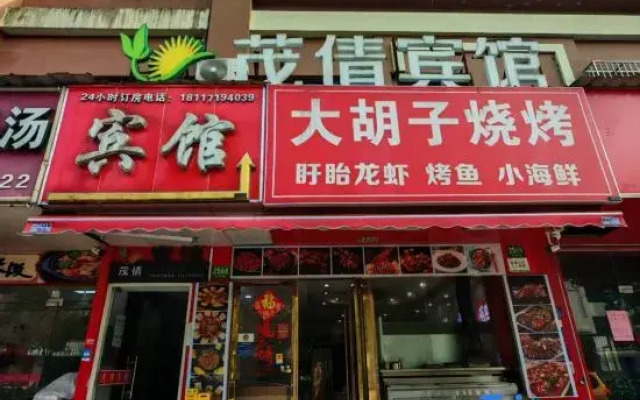 茂倩宾馆
24小时订房电话：18117194039
宾馆
大胡子烧烤
盱眙龙虾 烤鱼 小海鲜
汤
22
茂倩
福